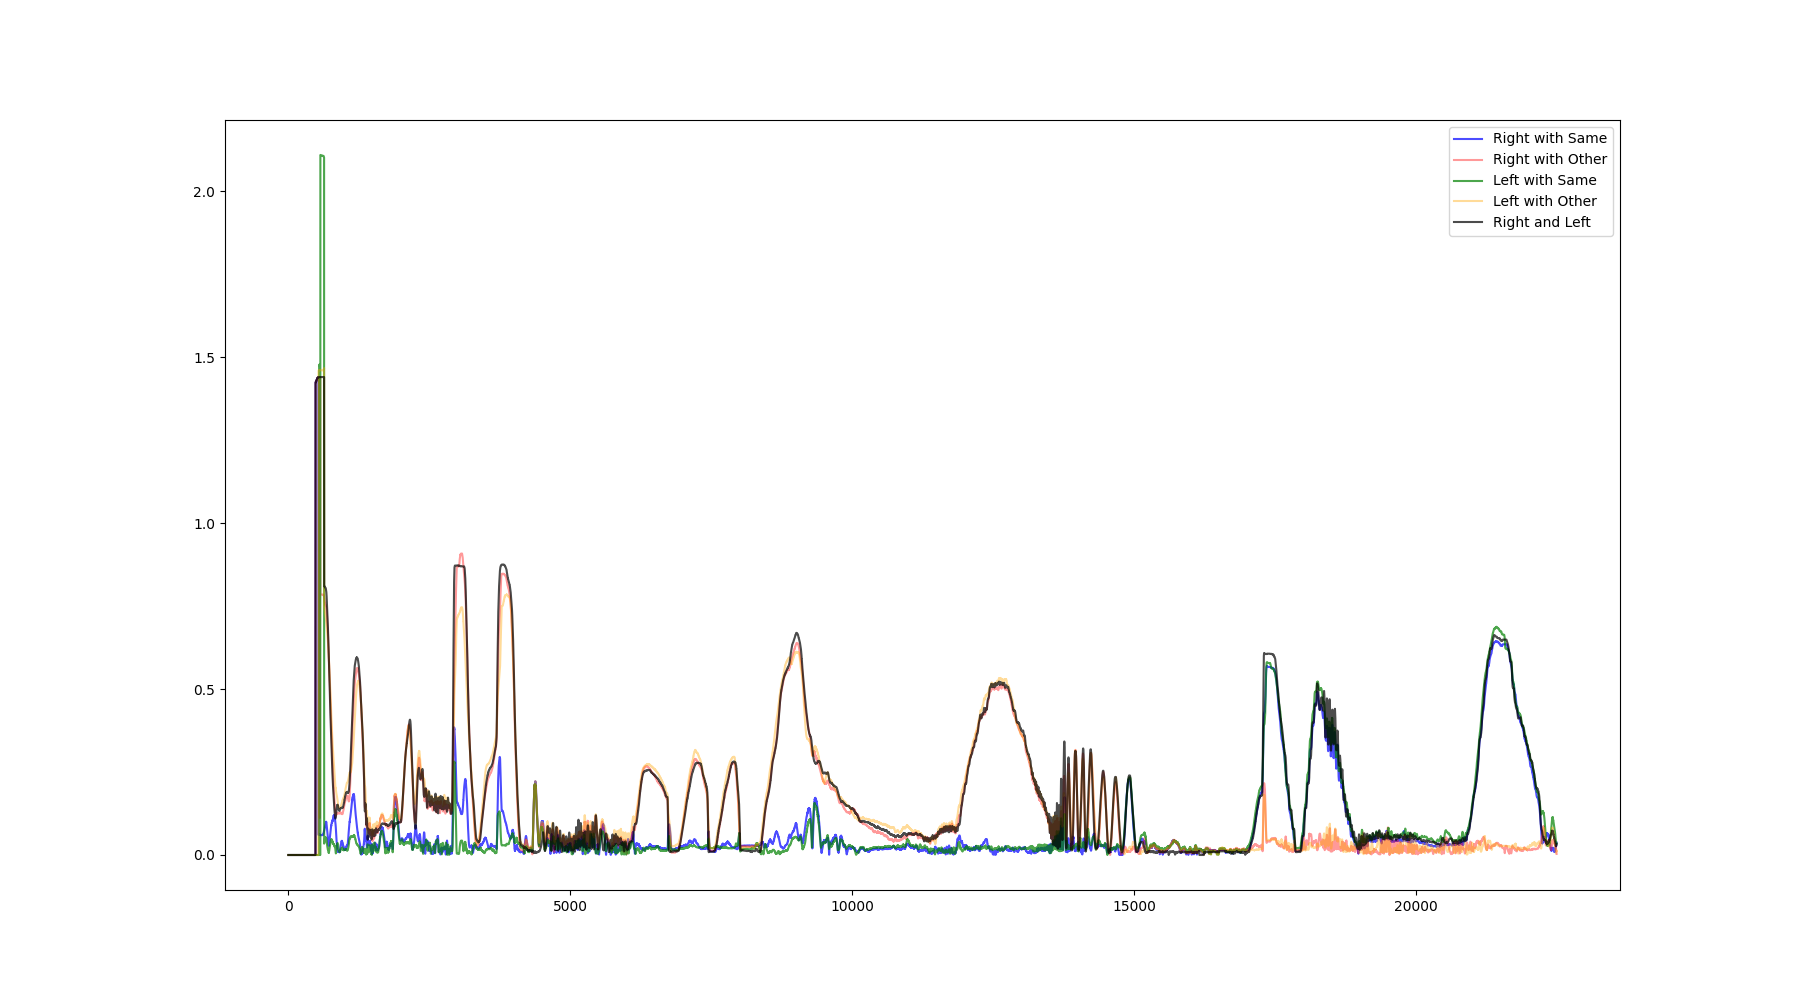 Right with Same
Right with Other
Left with Same
Left with Other
Right and Left
2.0
1.5
1.0
0.5
0.0
0 5000 10000 15000 20000